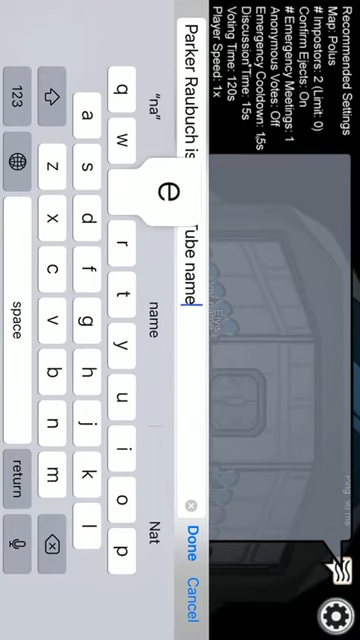 Recommended Settings
Map: Polus
# Impostors: 2 (Limit: 0)
Confirm Ejects: On
# Emergency Meetings: 1
Anonymous Votes: Off
Emergency Cooldown: 15s
Discussion Time: 15s
Voting Time: 120s
Player Speed: 1x
Elvis
Parker Raubuch is
Tube name
Done
Cancel
"na"
name
Nat
q w e r t y u i o p
a s d f g h j k l
z x c v b n m
123
space
return